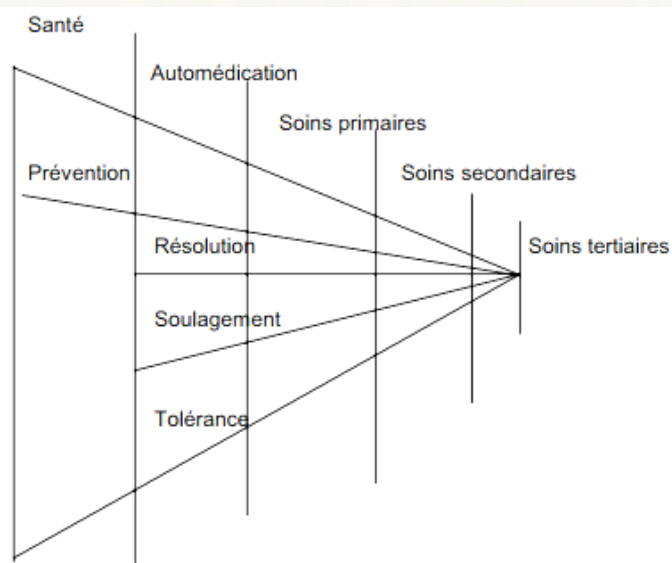 Santé
Automédication
Soins primaires
Prévention
Soins secondaires
Résolution
Soins tertiaires
Soulagement
Tolérance